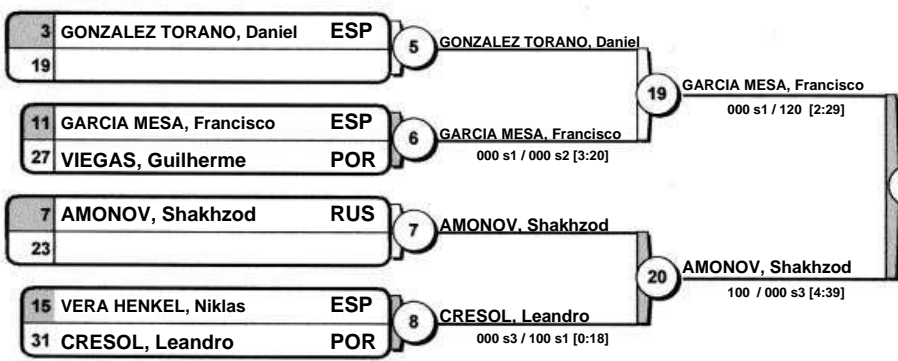 3 GONZALEZ TORANO, Daniel ESP
19
5 GONZALEZ TORANO, Daniel
11 GARCIA MESA, Francisco ESP
27 VIEGAS, Guilherme POR
6 GARCIA MESA, Francisco
000 s1 / 000 s2 [3:20]
19 GARCIA MESA, Francisco
000 s1 / 120 [2:29]
7 AMONOV, Shakhzod RUS
23
7 AMONOV, Shakhzod
15 VERA HENKEL, Niklas ESP
31 CRESOL, Leandro POR
8 CRESOL, Leandro
000 s3 / 100 s1 [0:18]
20 AMONOV, Shakhzod
100 / 000 s3 [4:39]